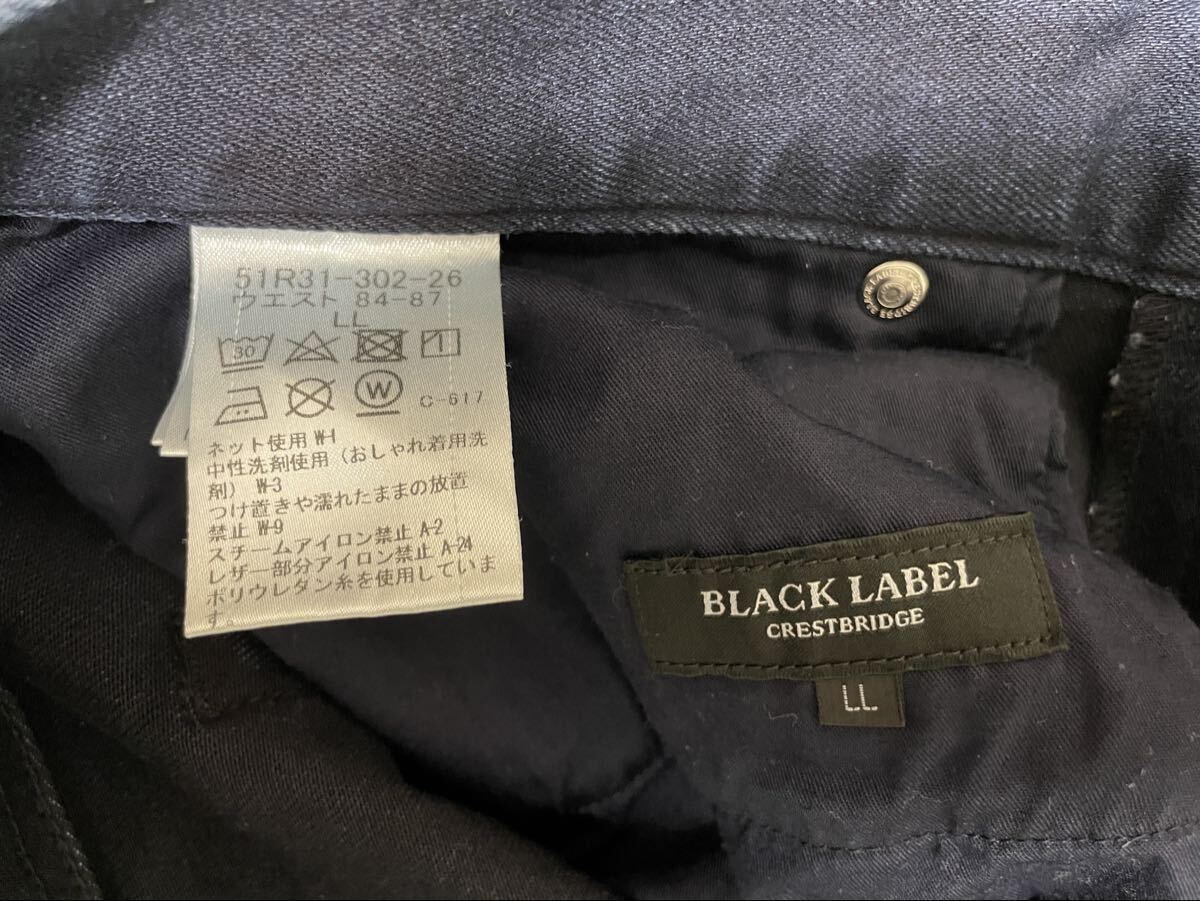 51R31-302-26
ウエスト 84-87
LL
30
1
W
C-617
ネット使用 W-1
中性洗剤使用（おしゃれ着用洗
剤） W-3
つけ置きや濡れたままの放置
禁止 W-9
スチームアイロン禁止 A-2
レザー部分アイロン禁止 A-24
ポリウレタン糸を使用していま
す。
BLACK LABEL
CRESTBRIDGE
LL